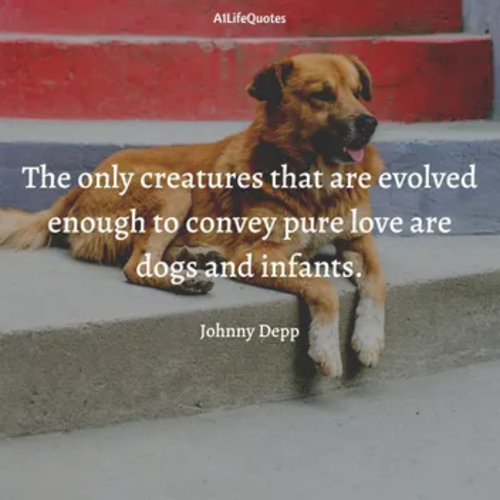 A1LifeQuotes
The only creatures that are evolved
enough to convey pure love are
dogs and infants.
Johnny Depp